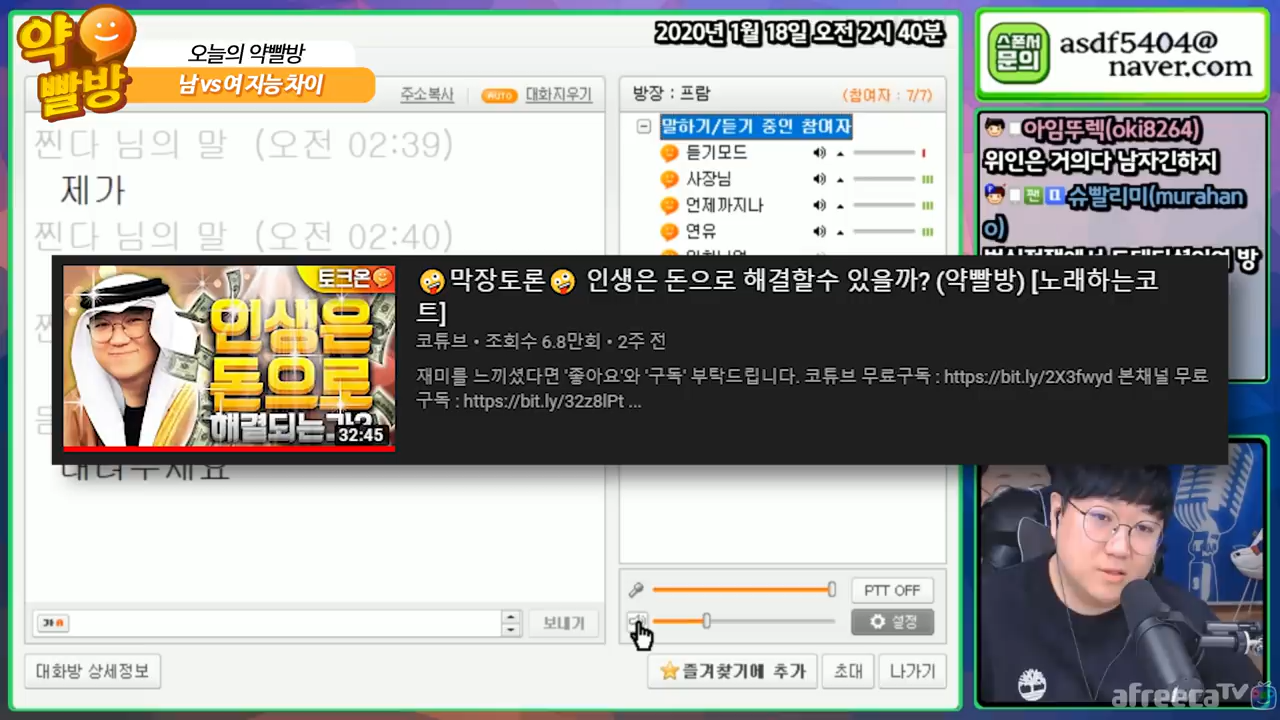 약빨방
오늘의 약빨방
남 vs 여 지능 차이
2020년 1월 18일 오전 2시 40분
스폰서
문의
asdf5404@
naver.com
주소복사
AUTO
대화지우기
방장 : 프람
(참여자 : 7/7)
찐다 님의 말 (오전 02:39)
제가
찐다 님의 말 (오전 02:40)
말하기/듣기 중인 참여자
듣기모드
사장님
언제까지나
연유
아임뚜렉(oki8264)
위인은 거의다 남자긴하지
팬
슈빨리미(murahan
o)
방
토크온
인생은
돈으로
해결되는가?
32:45
막장토론 인생은 돈으로 해결할수 있을까? (약빨방) [노래하는코
트]
코튜브 • 조회수 6.8만회 • 2주 전
재미를 느끼셨다면 '좋아요'와 '구독' 부탁드립니다. 코튜브 무료구독 : https://bit.ly/2X3fwyd 본채널 무료
구독 : https://bit.ly/32z8lPt ...
PTT OFF
가
보내기
설정
대화방 상세정보
즐겨찾기에 추가
초대
나가기
afreecaTV